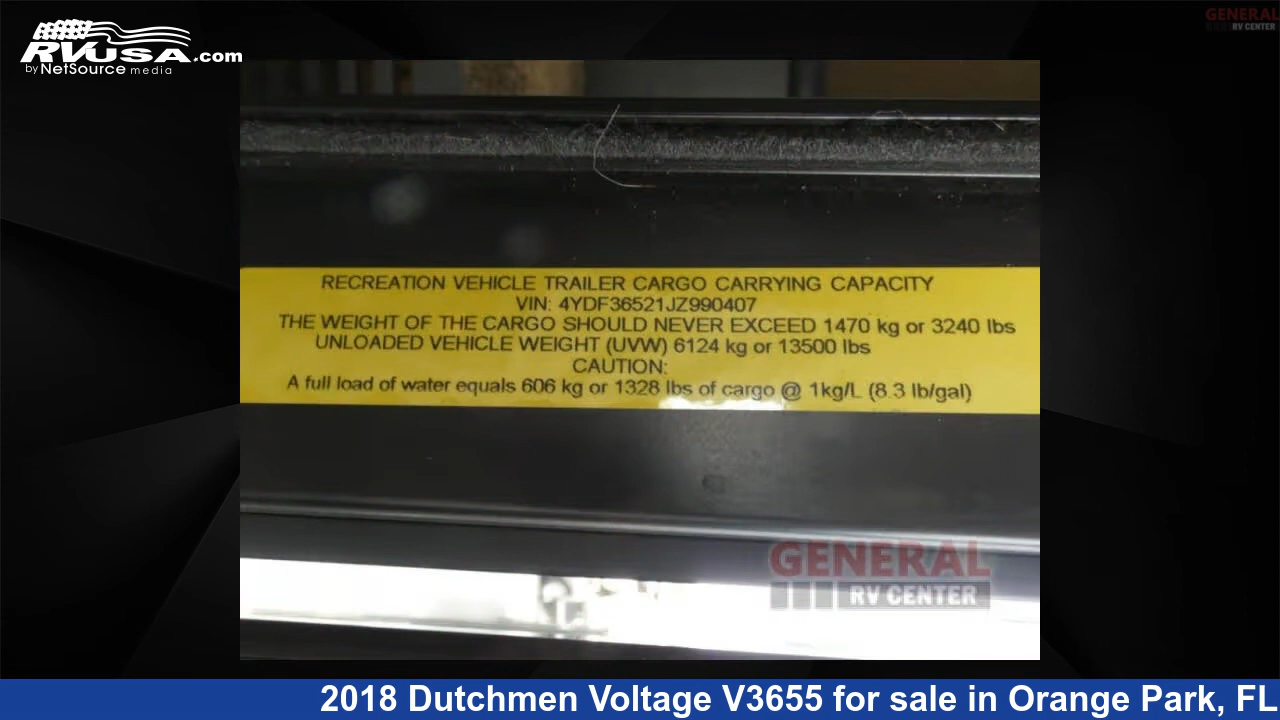 RVUSA.com
by NetSource media
GENERAL
RV CENTER
RECREATION VEHICLE TRAILER CARGO CARRYING CAPACITY
VIN: 4YDF36521JZ990407
THE WEIGHT OF THE CARGO SHOULD NEVER EXCEED 1470 kg or 3240 lbs
UNLOADED VEHICLE WEIGHT (UVW) 6124 kg or 13500 lbs
CAUTION:
A full load of water equals 606 kg or 1328 lbs of cargo @ 1kg/L (8.3 lb/gal)
GENERAL
RV CENTER
2018 Dutchmen Voltage V3655 for sale in Orange Park, FL